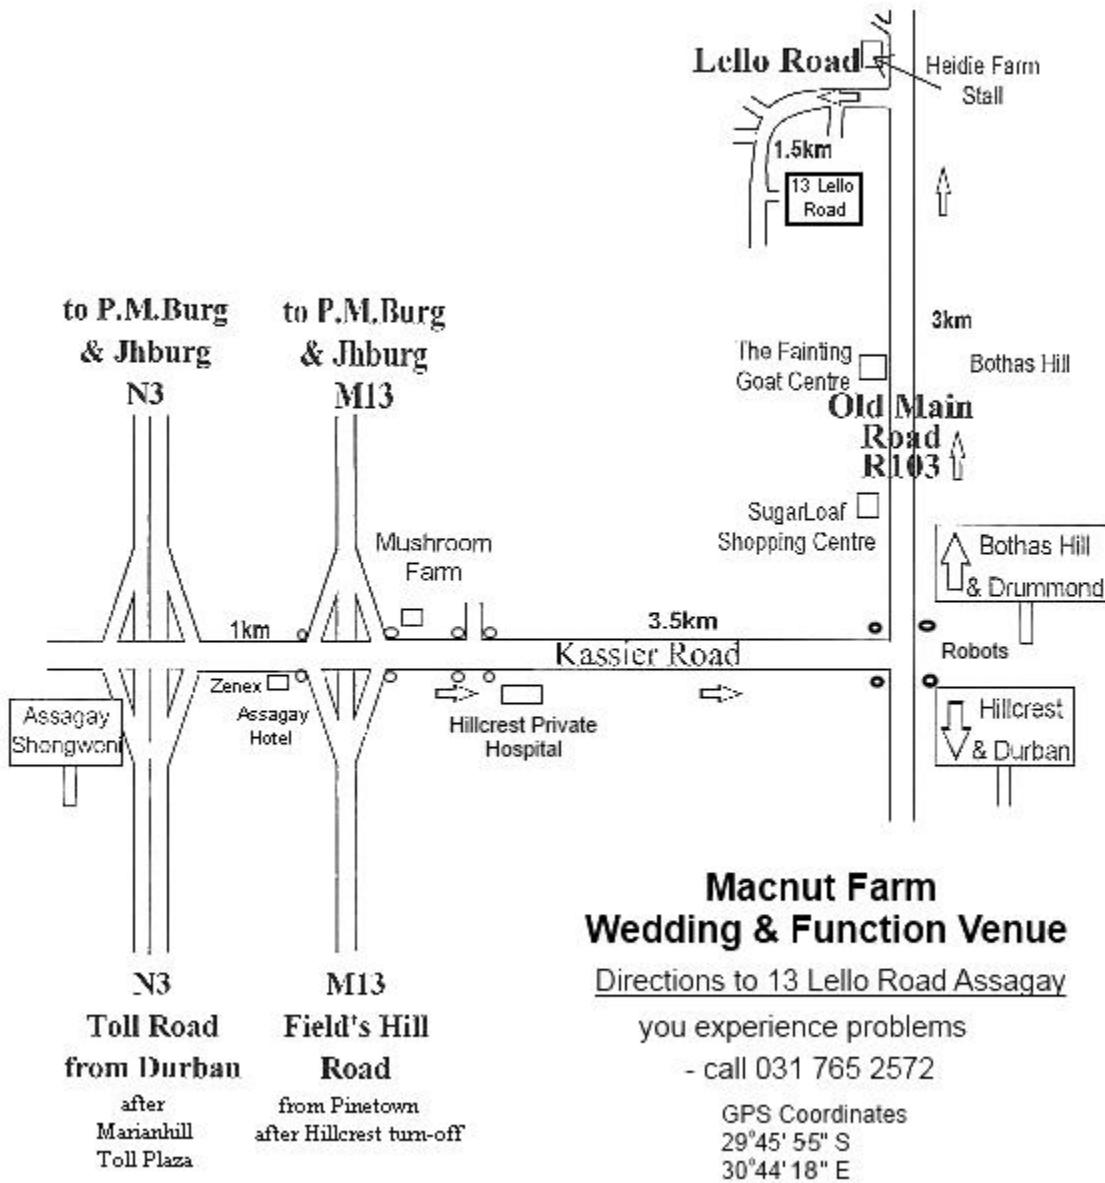 Lello Road
Heidie Farm
Stall
1.5km
13 Lello
Road
to P.M.Burg
& Jhburg
N3
to P.M.Burg
& Jhburg
M13
3km
The Fainting
Goat Centre
Bothas Hill
Old Main
Road
R103
SugarLoaf
Shopping Centre
Bothas Hill
& Drummond
Mushroom
Farm
1km
3.5km
Kassier Road
Robots
Zenex
Assagay
Hotel
Hillcrest Private
Hospital
Assagay
Shongweni
Hillcrest
& Durban
N3
Toll Road
from Durban
after
Marianhill
Toll Plaza
M13
Field's Hill
Road
from Pinetown
after Hillcrest turn-off
Macnut Farm
Wedding & Function Venue
Directions to 13 Lello Road Assagay
you experience problems
- call 031 765 2572
GPS Coordinates
29°45' 55" S
30°44' 18" E